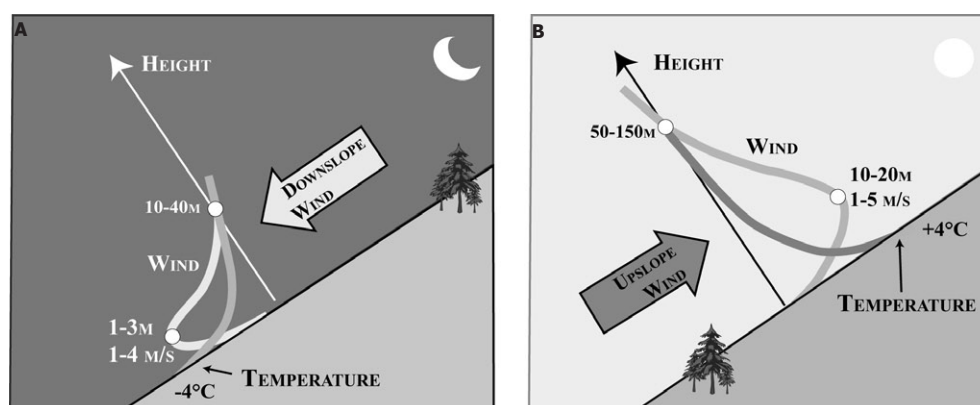 A
HEIGHT
DOWNSLOPE
WIND
10-40M
WIND
1-3M
1-4 M/S
TEMPERATURE
-4°C
B
HEIGHT
50-150M
WIND
10-20M
1-5 M/S
+4°C
UPSLOPE
WIND
TEMPERATURE